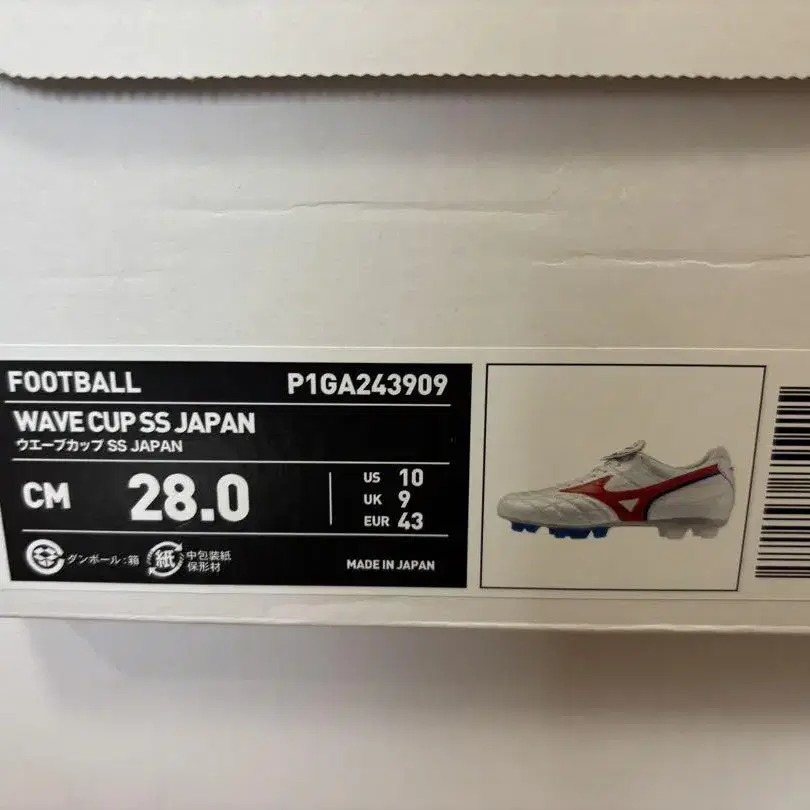 FOOTBALL P1GA243909
WAVE CUP SS JAPAN
ウエーブカップ SS JAPAN
CM 28.0
US 10
UK 9
EUR 43
ダンボール:箱
紙 中包装紙
保形材
MADE IN JAPAN